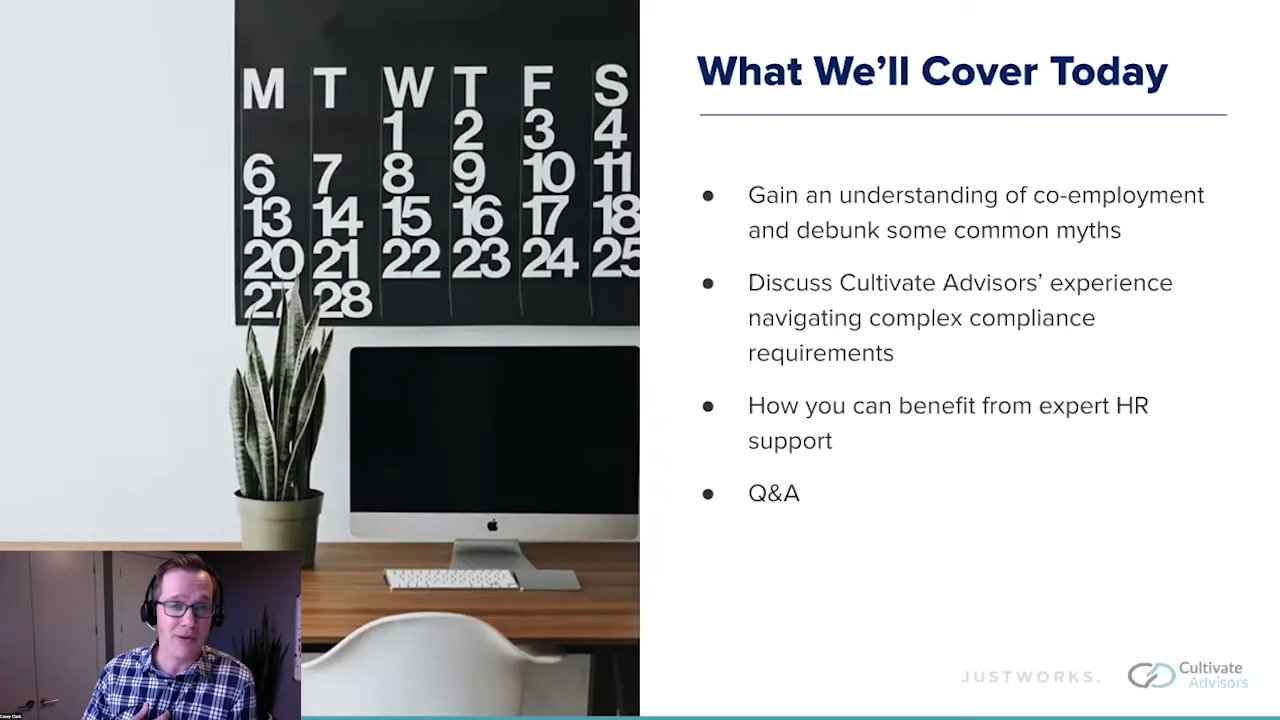 M T W T F S
1 2 3 4
6 7 8 9 10 11
13 14 15 16 17 18
20 21 22 23 24 25
27 28
What We'll Cover Today
● Gain an understanding of co-employment
and debunk some common myths
● Discuss Cultivate Advisors' experience
navigating complex compliance
requirements
● How you can benefit from expert HR
support
● Q&A
JUSTWORKS.
Cultivate
Advisors
Casey Clark